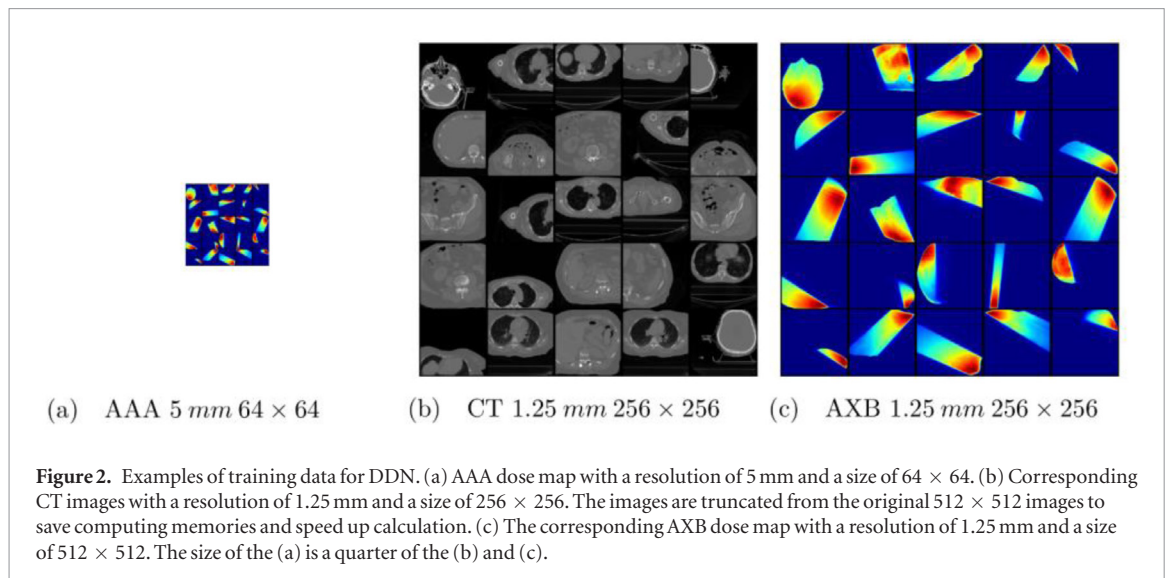 (a) AAA 5 mm 64 × 64
(b) CT 1.25 mm 256 × 256
(c) AXB 1.25 mm 256 × 256
Figure 2. Examples of training data for DDN. (a) AAA dose map with a resolution of 5 mm and a size of 64 × 64. (b) Corresponding
CT images with a resolution of 1.25 mm and a size of 256 × 256. The images are truncated from the original 512 × 512 images to
save computing memories and speed up calculation. (c) The corresponding AXB dose map with a resolution of 1.25 mm and a size
of 512 × 512. The size of the (a) is a quarter of the (b) and (c).